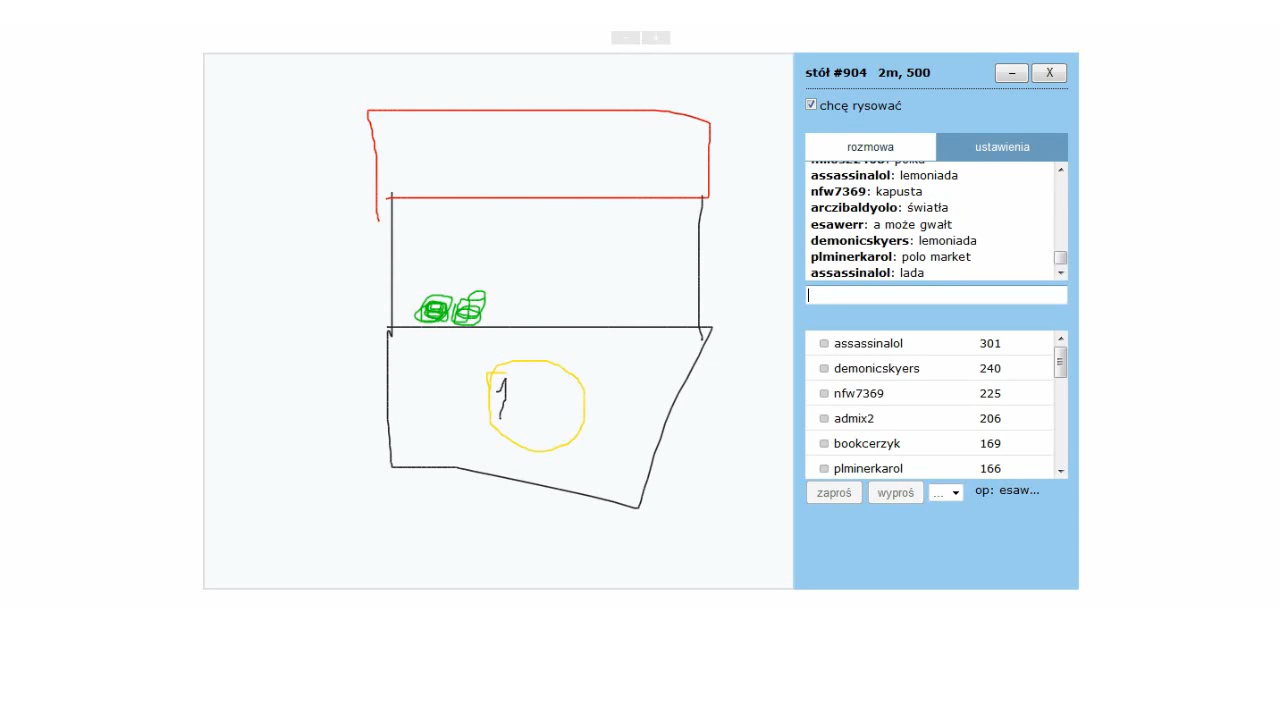 - +
stół #904 2m, 500
– X
chcę rysować
rozmowa ustawienia
assassinalol: lemoniada
nfw7369: kapusta
arczibaldyolo: światła
esawerr: a może gwałt
demonicskyers: lemoniada
plminerkarol: polo market
assassinalol: lada
assassinalol 301
demonicskyers 240
nfw7369 225
admix2 206
bookcerzyk 169
plminerkarol 166
zaproś wyproś ... op: esaw...
1